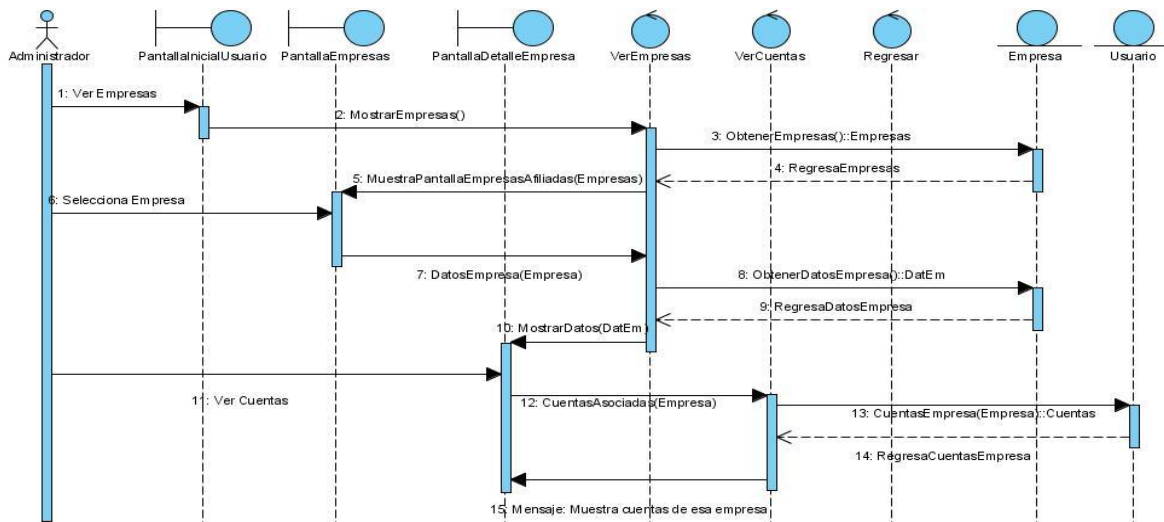 Administrador
PantallaInicialUsuario
PantallaEmpresas
PantallaDetalleEmpresa
VerEmpresas
VerCuentas
Regresar
Empresa
Usuario
1: Ver Empresas
2: MostrarEmpresas()
3: ObtenerEmpresas()::Empresas
4: RegresaEmpresas
5: MuestraPantallaEmpresasAfiliadas(Empresas)
6: Selecciona Empresa
7: DatosEmpresa(Empresa)
8: ObtenerDatosEmpresa()::DatEm
9: RegresaDatosEmpresa
10: MostrarDatos(DatEm)
11: Ver Cuentas
12: CuentasAsociadas(Empresa)
13: CuentasEmpresa(Empresa)::Cuentas
14: RegresaCuentasEmpresa
15: Mensaje: Muestra cuentas de esa empresa